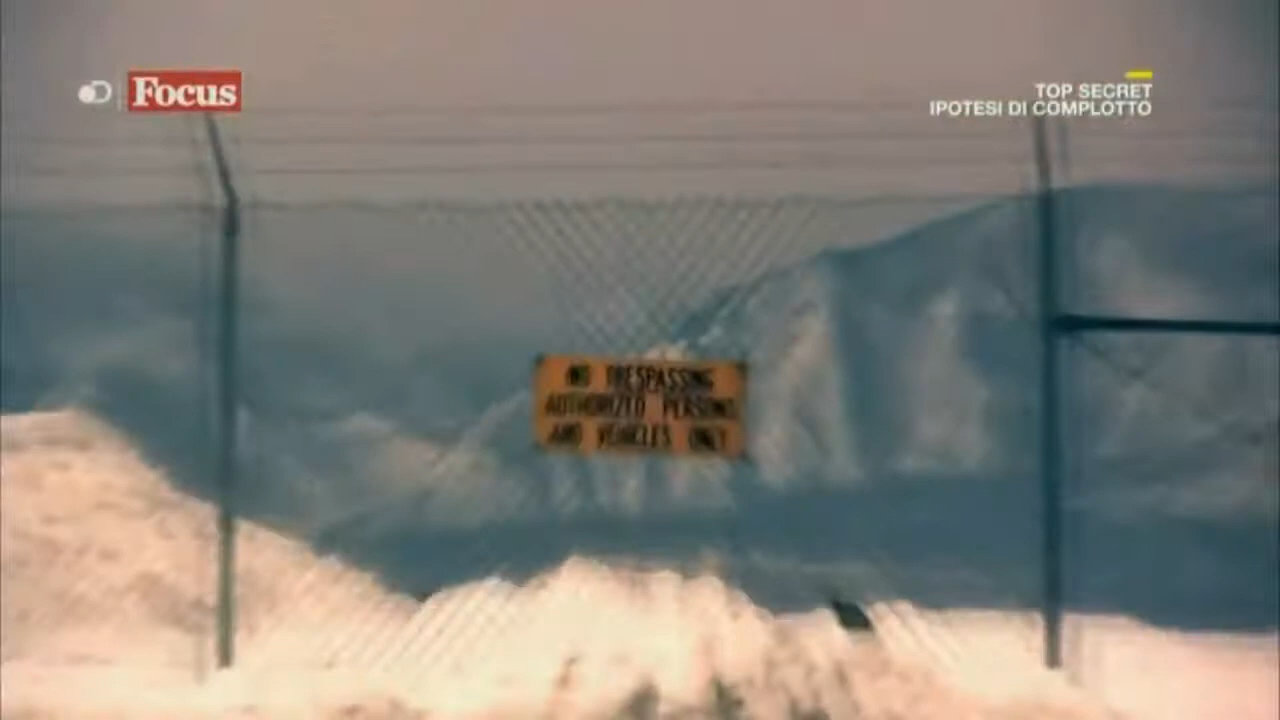 Focus
TOP SECRET
IPOTESI DI COMPLOTTO
NO TRESPASSING
AUTHORIZED PERSONS
AND VEHICLES ONLY